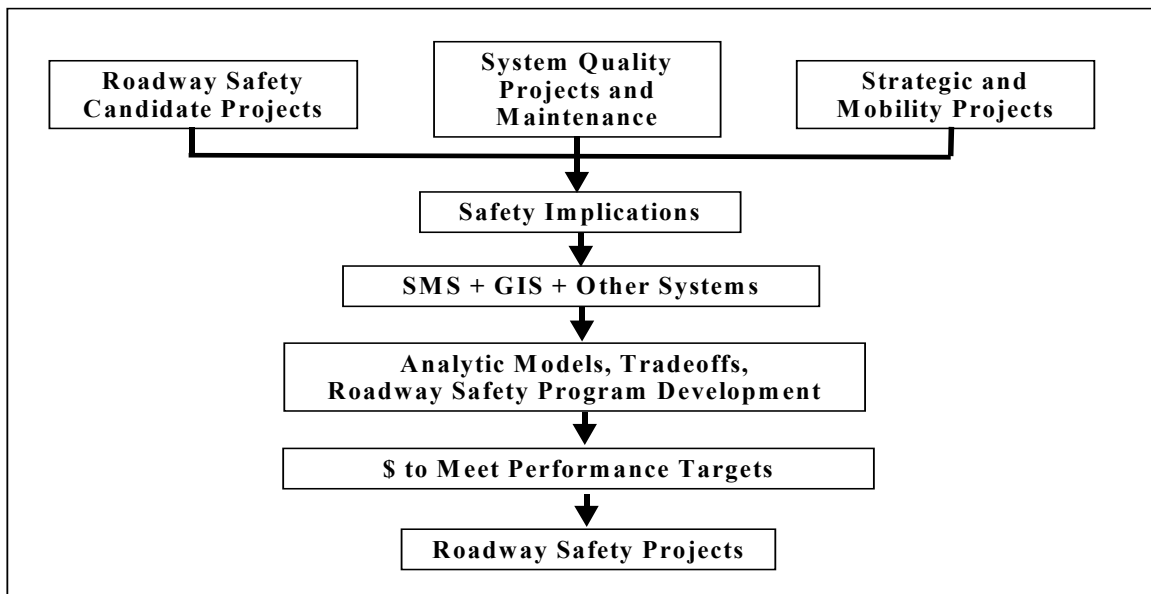 Roadway Safety
Candidate Projects
System Quality
Projects and
Maintenance
Strategic and
Mobility Projects
Safety Implications
SMS + GIS + Other Systems
Analytic Models, Tradeoffs,
Roadway Safety Program Development
$ to Meet Performance Targets
Roadway Safety Projects